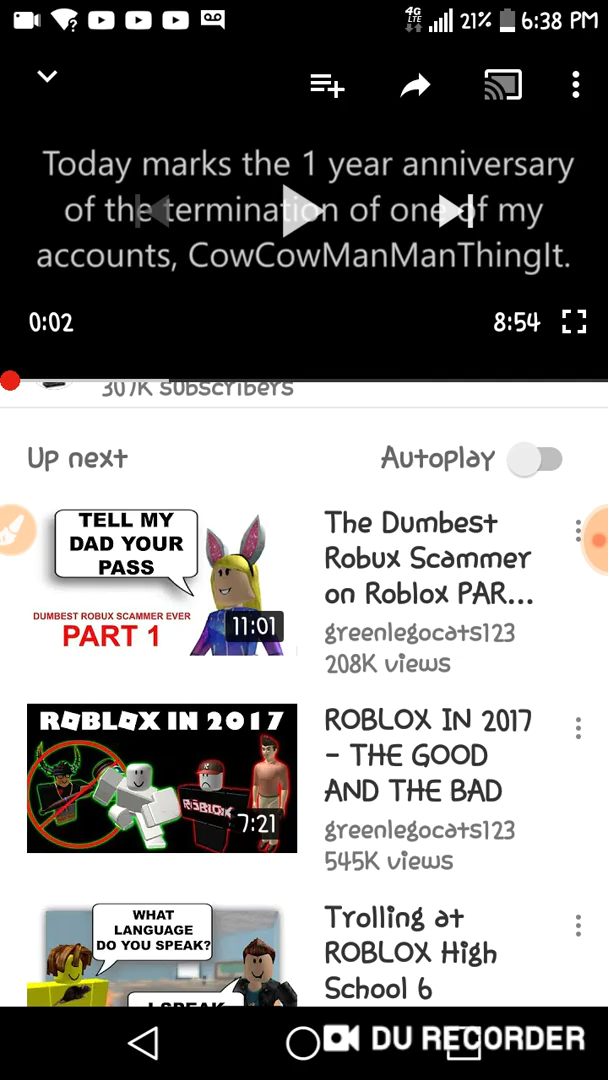 4G LTE 21% 6:38 PM
Today marks the 1 year anniversary
of the termination of one of my
accounts, CowCowManManThingIt.
0:02
8:54
307K subscribers
Up next
Autoplay
TELL MY
DAD YOUR
PASS
DUMBEST ROBUX SCAMMER EVER
PART 1
11:01
The Dumbest
Robux Scammer
on Roblox PAR...
greenlegocats123
208K views
ROBLOX IN 2017
ROBLOX
7:21
ROBLOX IN 2017
- THE GOOD
AND THE BAD
greenlegocats123
545K views
WHAT
LANGUAGE
DO YOU SPEAK?
I SPEAK
Trolling at
ROBLOX High
School 6
DU RECORDER